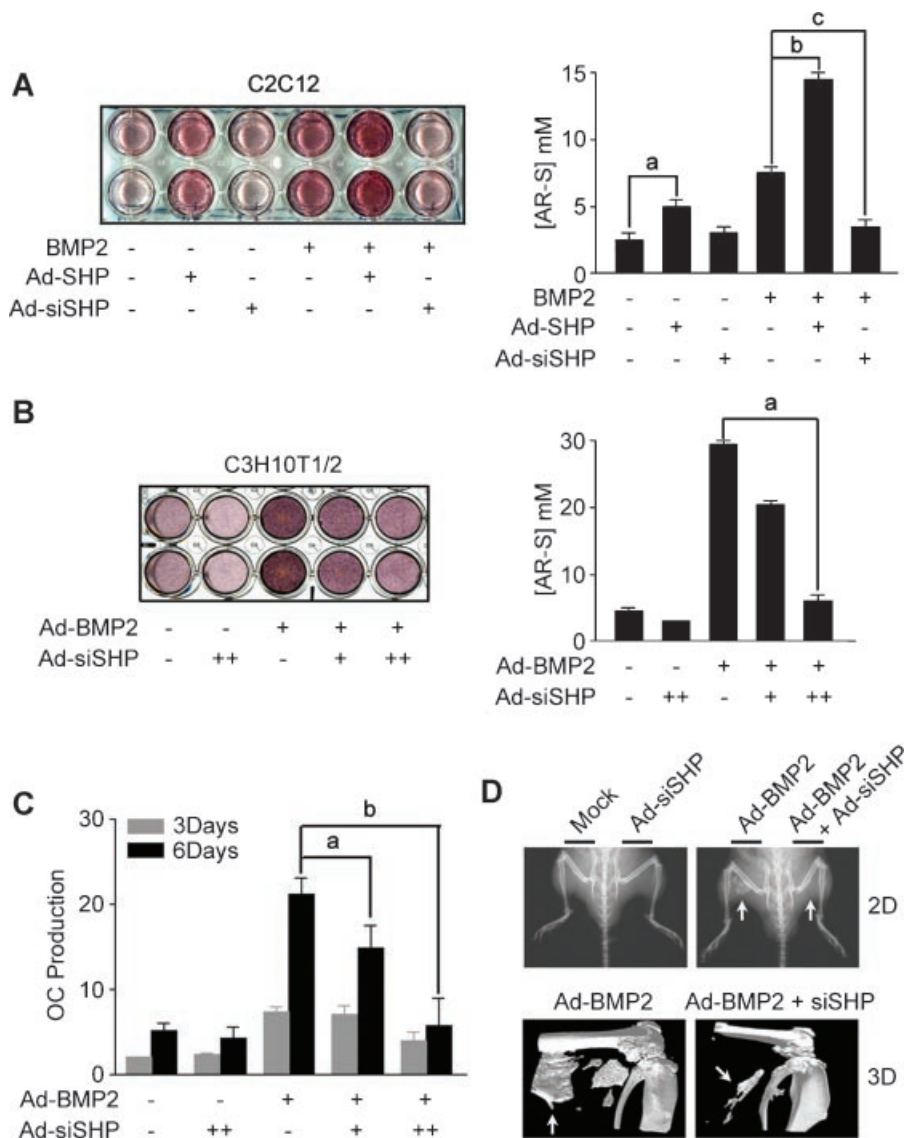 A
C2C12
BMP2 - - - + + +
Ad-SHP - + - - + -
Ad-siSHP - - + - - +
c
b
a
15
10
5
0
[AR-S] mM
BMP2 - - - + + +
Ad-SHP - + - - + -
Ad-siSHP - - + - - +
B
C3H10T1/2
Ad-BMP2 - - + + +
Ad-siSHP - ++ - + ++
a
30
20
10
0
[AR-S] mM
Ad-BMP2 - - + + +
Ad-siSHP - ++ - + ++
C
30
20
10
0
OC Production
3Days
6Days
b
a
Ad-BMP2 - - + + +
Ad-siSHP - ++ - + ++
D
Mock
Ad-siSHP
Ad-BMP2
Ad-BMP2
+ Ad-siSHP
2D
Ad-BMP2
Ad-BMP2 + siSHP
3D